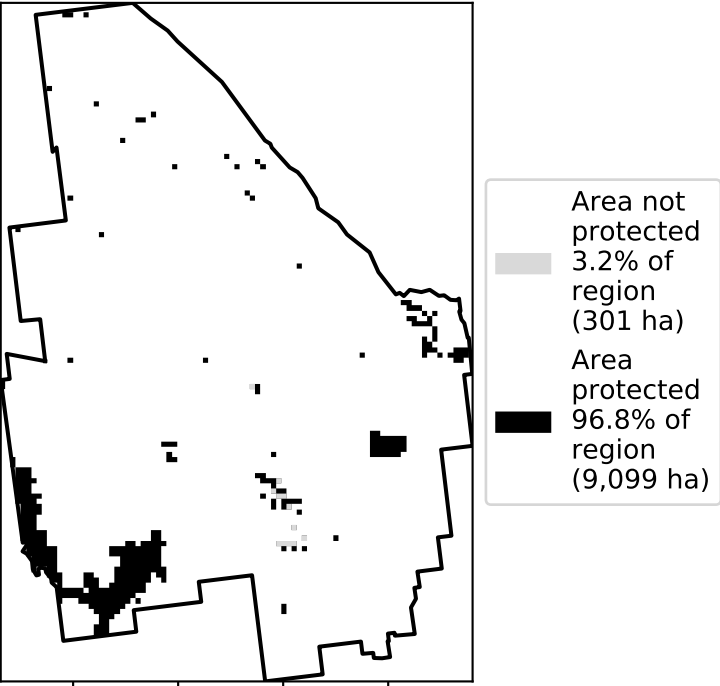 Area not
protected
3.2% of
region
(301 ha)
Area
protected
96.8% of
region
(9,099 ha)